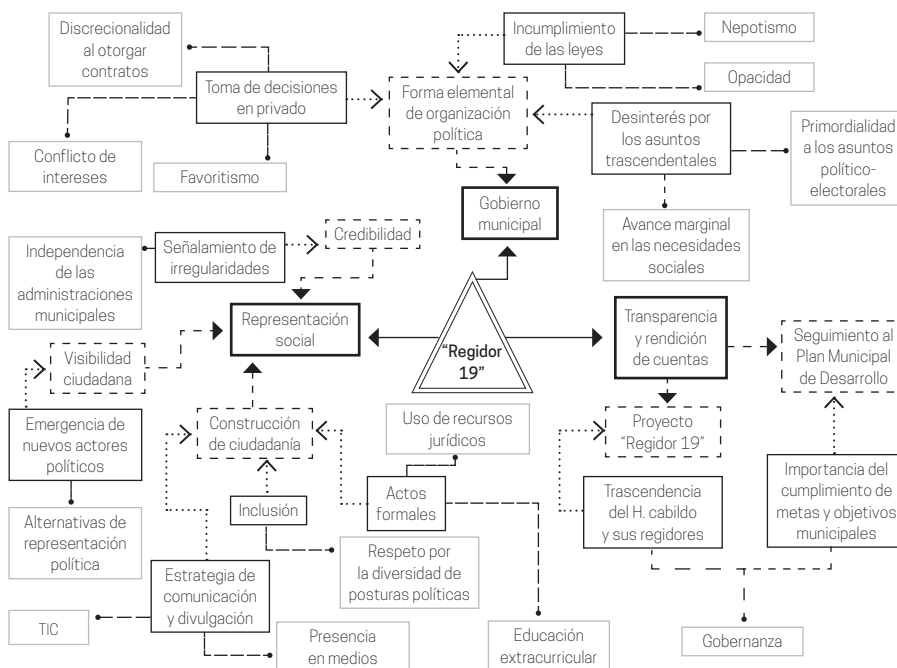 Discrecionalidad
al otorgar
contratos
Incumplimiento
de las leyes
Nepotismo
Opacidad
Toma de decisiones
en privado
Forma elemental
de organización
política
Desinterés por
los asuntos
trascendentales
Primordialidad
a los asuntos
político-
electorales
Conflicto de
intereses
Favoritismo
Gobierno
municipal
Avance marginal
en las necesidades
sociales
Independencia
de las
administraciones
municipales
Señalamiento de
irregularidades
Credibilidad
Representación
social
"Regidor
19"
Transparencia
y rendición
de cuentas
Seguimiento al
Plan Municipal
de Desarrollo
Visibilidad
ciudadana
Emergencia de
nuevos actores
políticos
Construcción
de ciudadanía
Uso de recursos
jurídicos
Proyecto
"Regidor 19"
Alternativas de
representación
política
Inclusión
Actos
formales
Trascendencia
del H. cabildo
y sus regidores
Importancia del
cumplimiento de
metas y objetivos
municipales
Estrategia de
comunicación
y divulgación
Respeto por
la diversidad de
posturas políticas
TIC
Presencia
en medios
Educación
extracurricular
Gobernanza